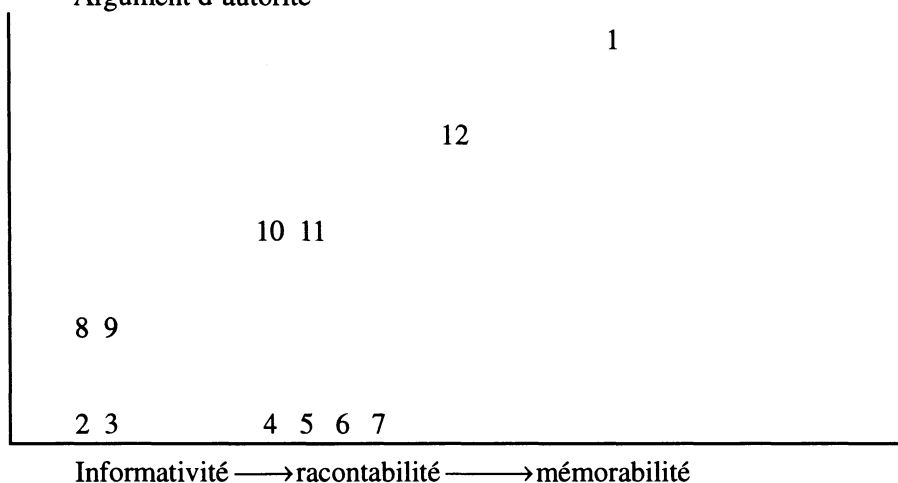 Argument d'autorité
1
12
10 11
8 9
2 3 4 5 6 7
Informativité ⟶ racontabilité ⟶ mémorabilité